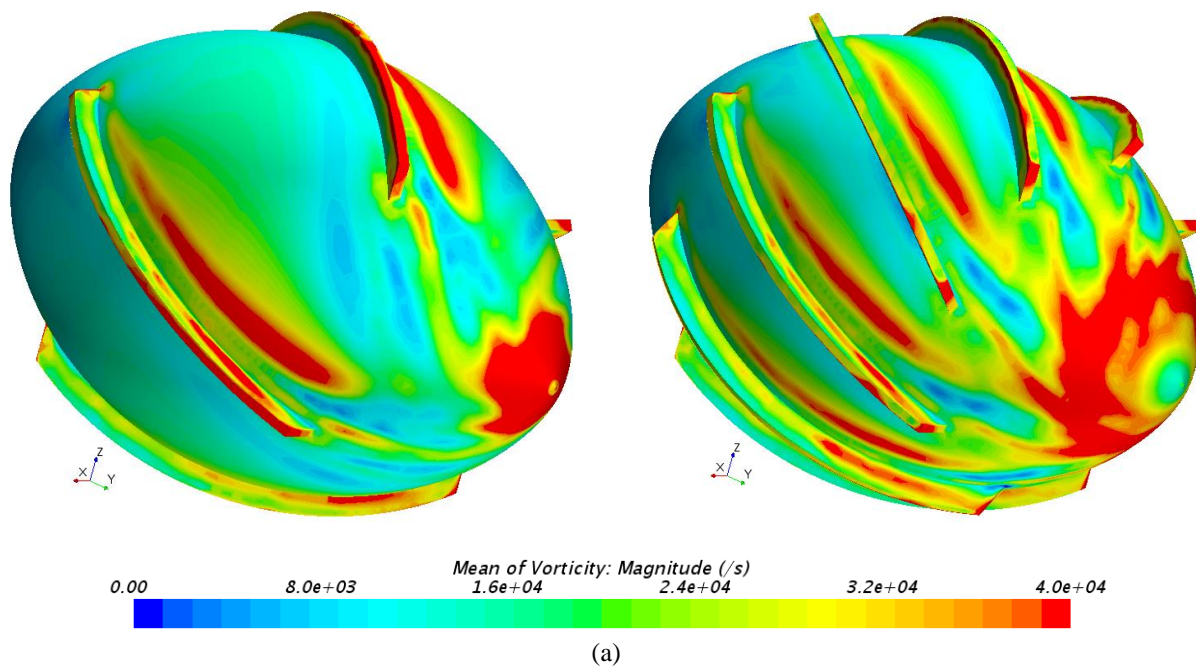 X Z Y
X Z Y
Mean of Vorticity: Magnitude (/s)
0.00 8.0e+03 1.6e+04 2.4e+04 3.2e+04 4.0e+04
(a)